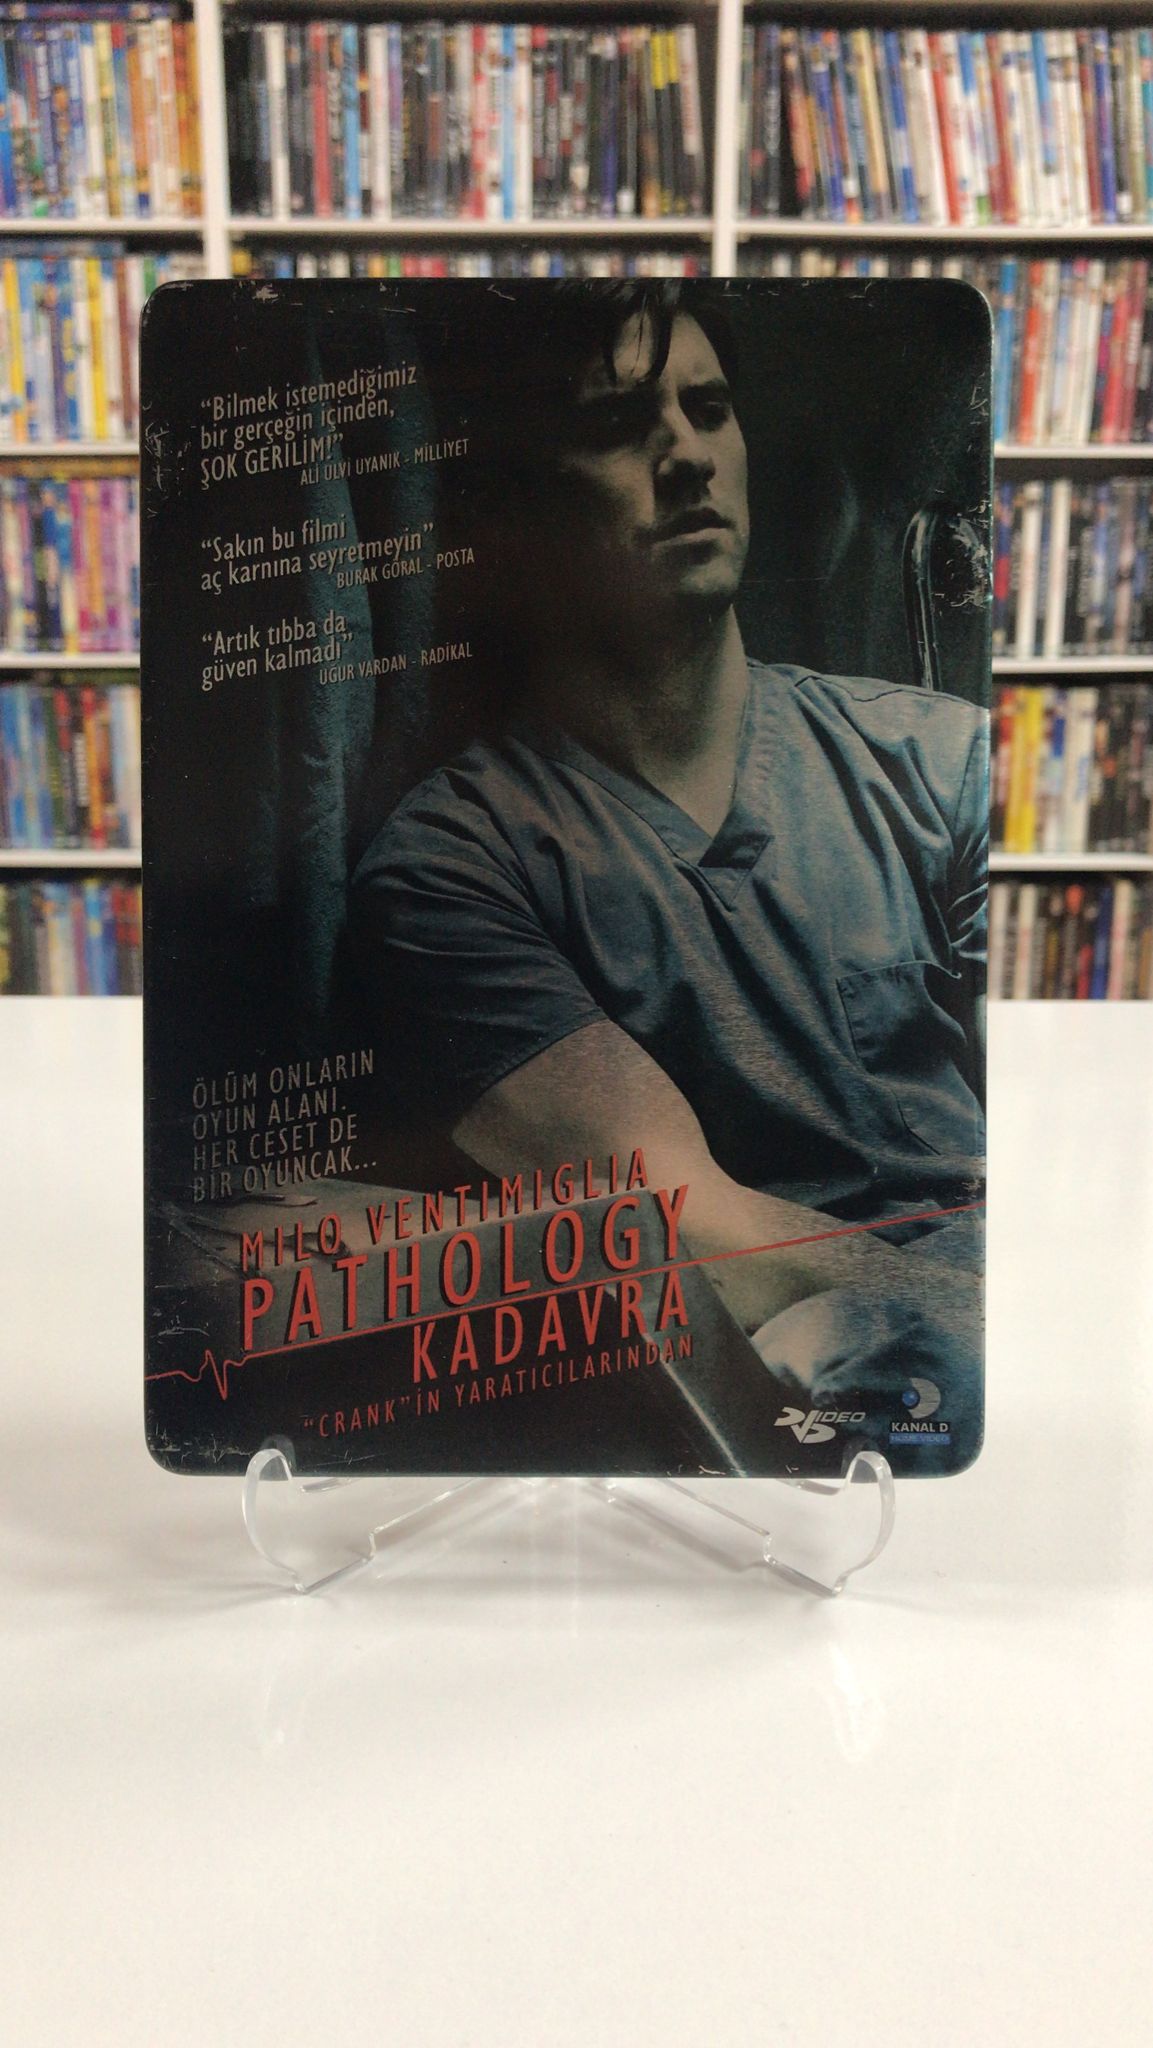 “Bilmek istemediğimiz
bir gerçeğin içinden,
ŞOK GERİLİM!”
ALİ ULVİ UYANIK - MİLLİYET
“Sakın bu filmi
aç karnına seyretmeyin”
BURAK GÖRAL - POSTA
“Artık tıbba da
güven kalmadı”
UĞUR VARDAN - RADİKAL
ÖLÜM ONLARIN
OYUN ALANI.
HER CESET DE
BİR OYUNCAK...
MILO VENTIMIGLIA
PATHOLOGY
KADAVRA
“CRANK”İN YARATICILARINDAN
DVD VIDEO
KANAL D
HOME VIDEO